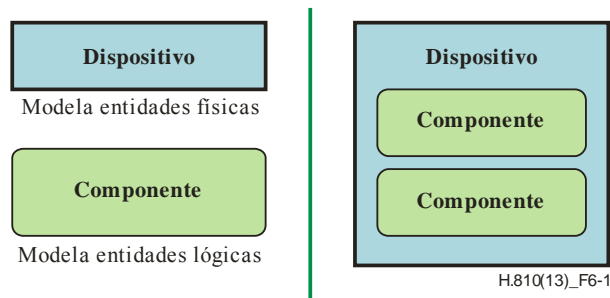 Dispositivo
Modela entidades físicas
Componente
Modela entidades lógicas
Dispositivo
Componente
Componente
H.810(13)_F6-1